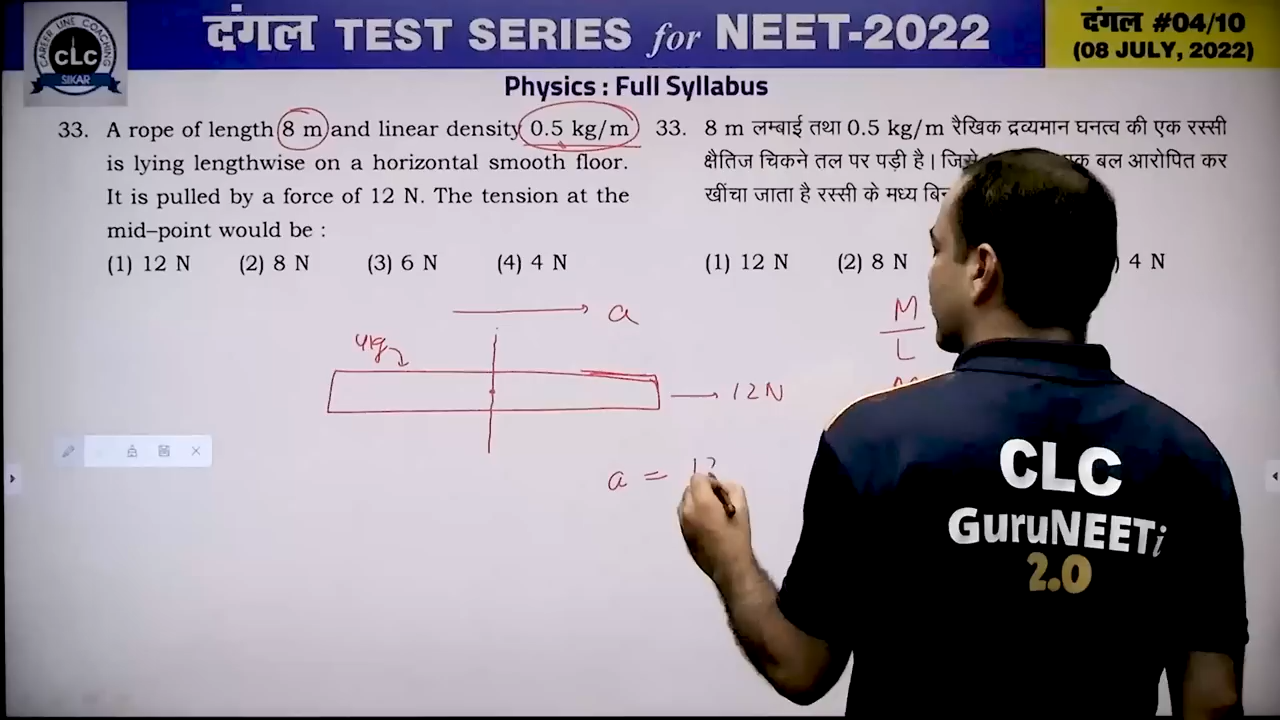 CAREER LINE COACHING
CLC
SIKAR
दंगल TEST SERIES for NEET-2022
दंगल #04/10
(08 JULY, 2022)
Physics : Full Syllabus
33. A rope of length 8 m and linear density 0.5 kg/m
is lying lengthwise on a horizontal smooth floor.
It is pulled by a force of 12 N. The tension at the
mid–point would be :
(1) 12 N (2) 8 N (3) 6 N (4) 4 N
33. 8 m लम्बाई तथा 0.5 kg/m रैखिक द्रव्यमान घनत्व की एक रस्सी
क्षैतिज चिकने तल पर पड़ी है। जिसे बल आरोपित कर
खींचा जाता है रस्सी के मध्य
(1) 12 N (2) 8 N 4 N
a
4kg
12N
a = 12
M
L
CLC
GuruNEETi
2.0